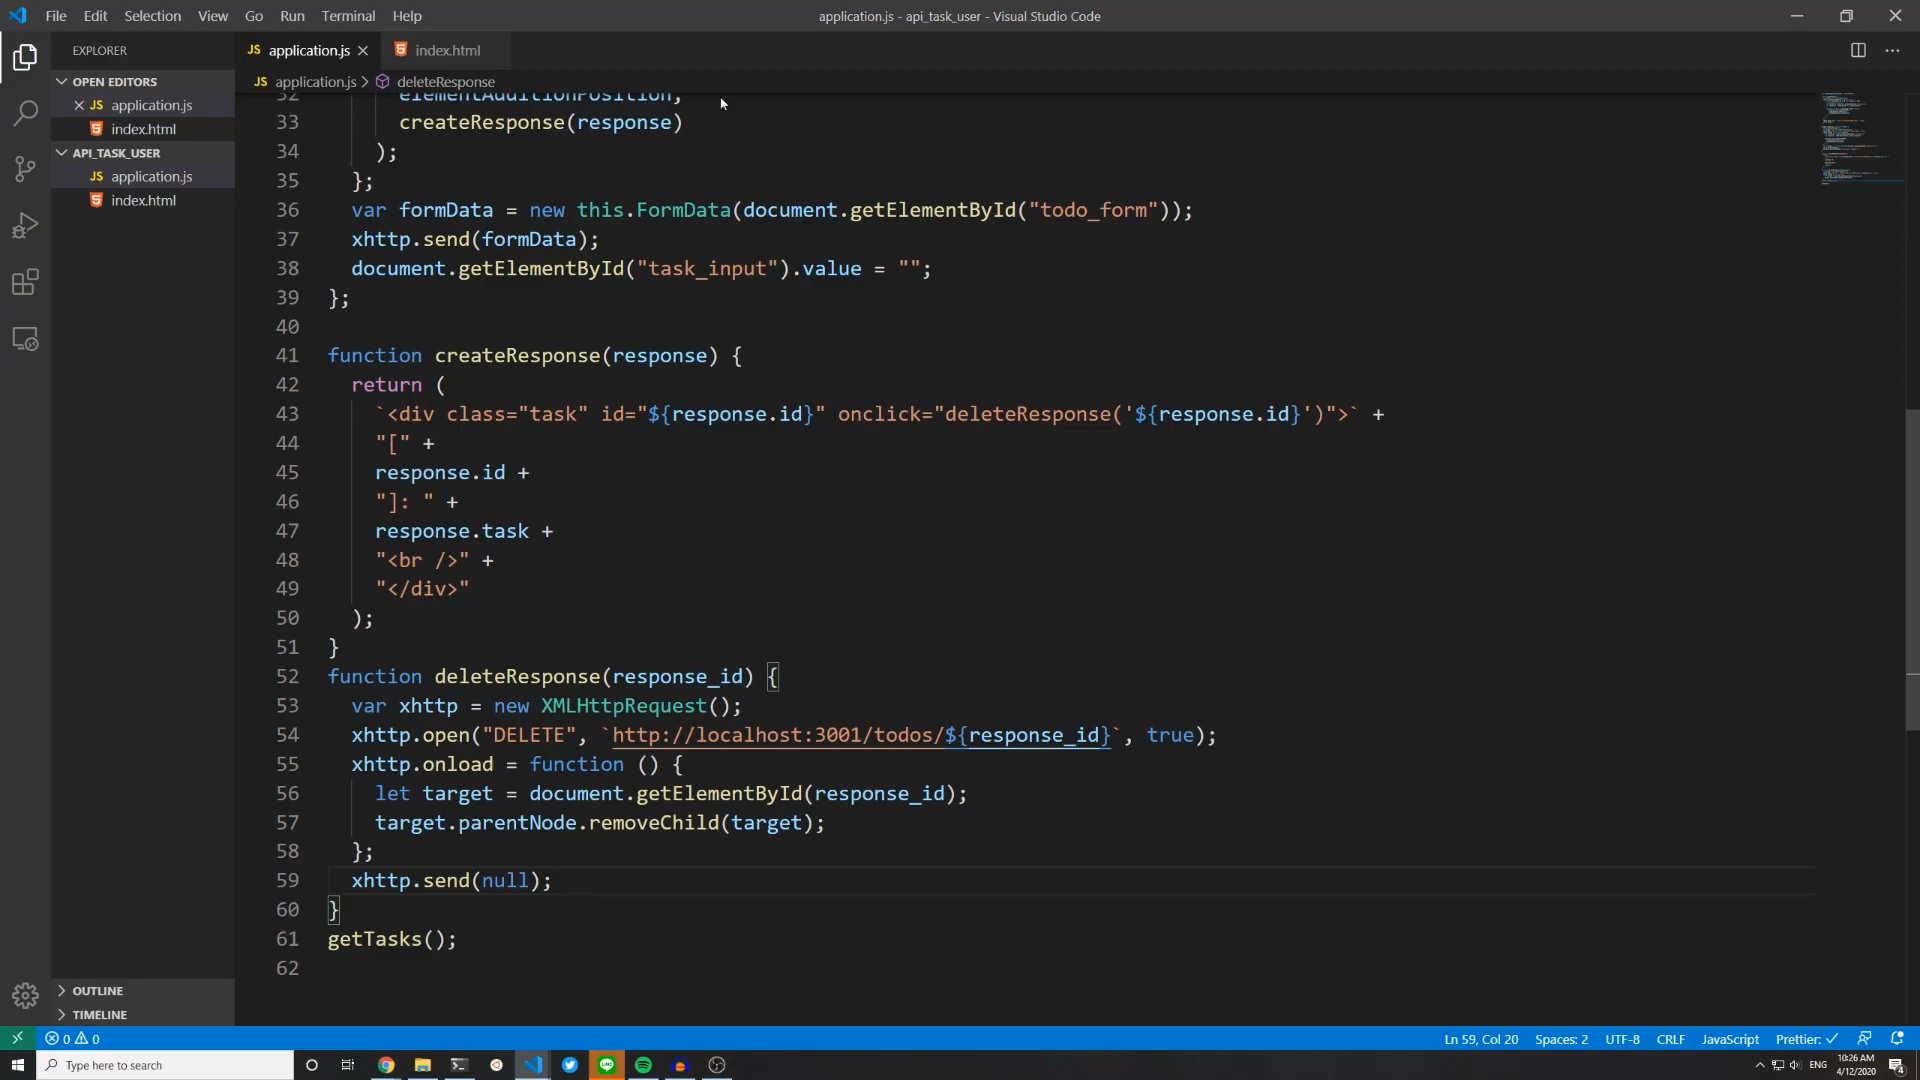 File Edit Selection View Go Run Terminal Help
application.js - api_task_user - Visual Studio Code
EXPLORER
OPEN EDITORS
JS application.js
index.html
API_TASK_USER
JS application.js
index.html
OUTLINE
TIMELINE
JS application.js
index.html
JS application.js > deleteResponse
32 elementAdditionPosition,
33 createResponse(response)
34 );
35 };
36 var formData = new this.FormData(document.getElementById("todo_form"));
37 xhttp.send(formData);
38 document.getElementById("task_input").value = "";
39 };
40
41 function createResponse(response) {
42 return (
43 `<div class="task" id="${response.id}" onclick="deleteResponse('${response.id}')">` +
44 "[" +
45 response.id +
46 "]: " +
47 response.task +
48 "<br />" +
49 "</div>"
50 );
51 }
52 function deleteResponse(response_id) {
53 var xhttp = new XMLHttpRequest();
54 xhttp.open("DELETE", `http://localhost:3001/todos/${response_id}`, true);
55 xhttp.onload = function () {
56 let target = document.getElementById(response_id);
57 target.parentNode.removeChild(target);
58 };
59 xhttp.send(null);
60 }
61 getTasks();
62
0 0
Ln 59, Col 20 Spaces: 2 UTF-8 CRLF JavaScript Prettier: ✓
Type here to search
LINE
ENG
10:26 AM
4/12/2020
4